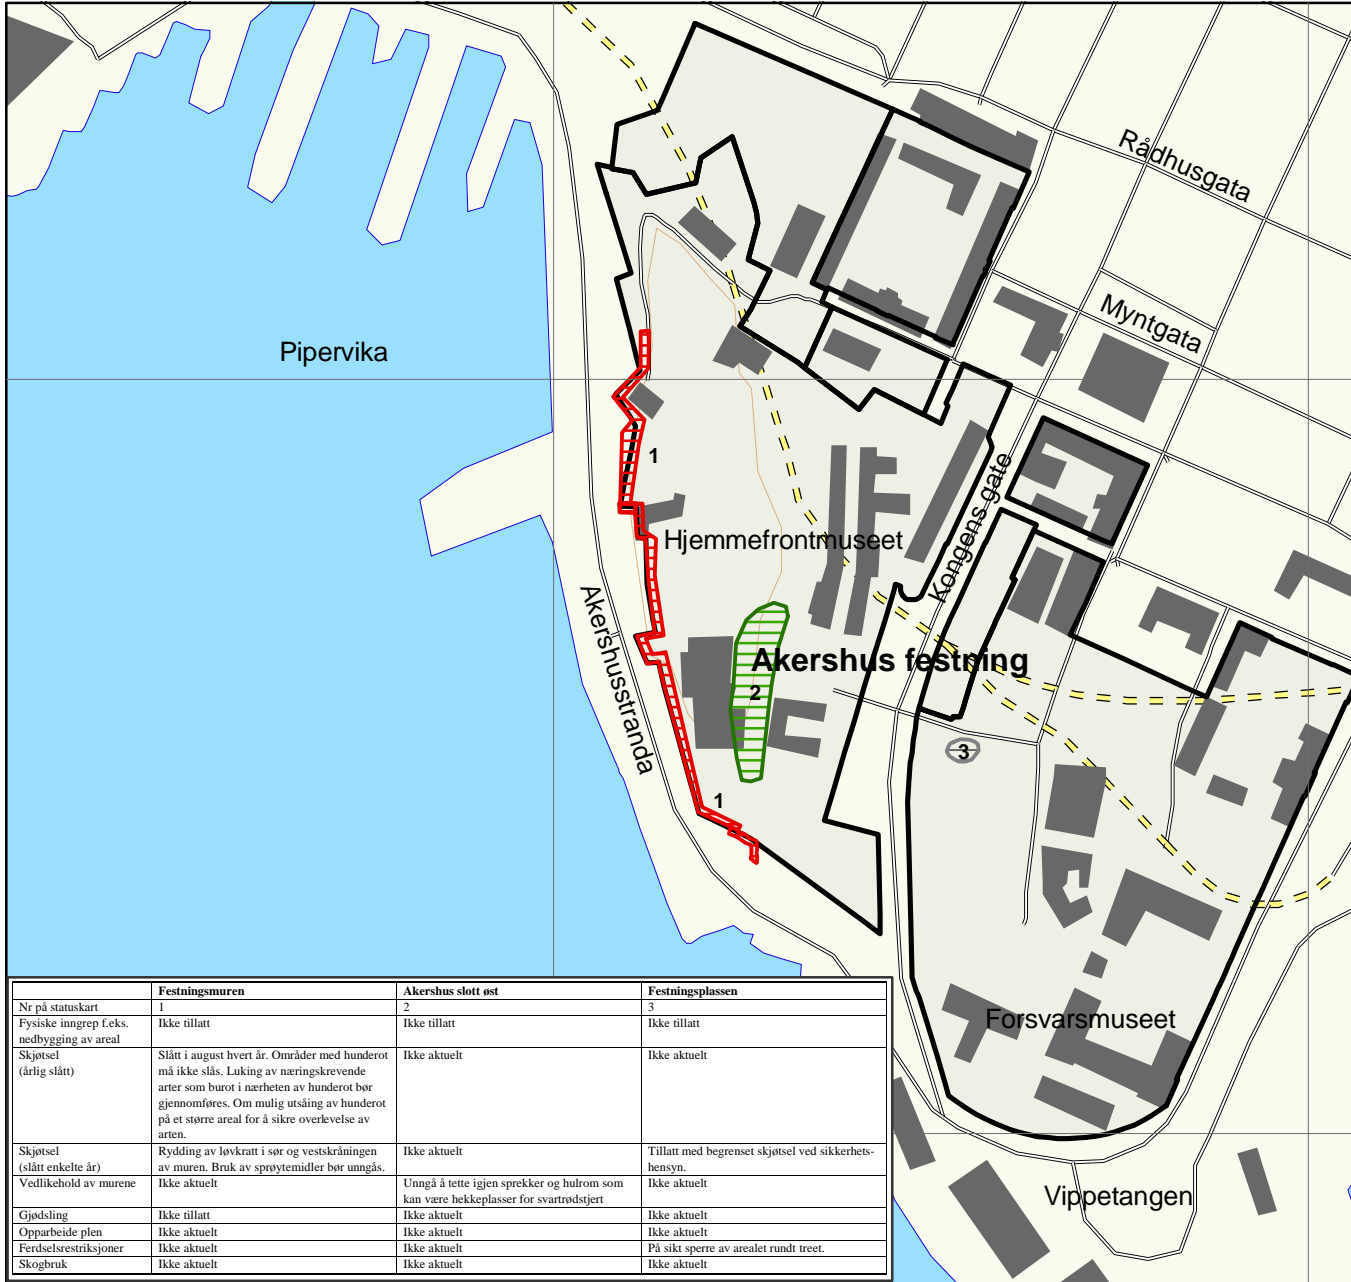 Rådhusgata
Myntgata
Pipervika
1
Kongens gate
Hjemmefrontmuseet
Akershusstranda
Akershus festning
2
3
1
Forsvarsmuseet
Vippetangen
Festningsmuren Akershus slott øst Festningsplassen
Nr på statuskart 1 2 3
Fysiske inngrep f.eks. Ikke tillatt Ikke tillatt Ikke tillatt
nedbygging av areal
Skjøtsel Slått i august hvert år. Områder med hunderot Ikke aktuelt Ikke aktuelt
(årlig slått) må ikke slås. Luking av næringskrevende
arter som burot i nærheten av hunderot bør
gjennomføres. Om mulig utsåing av hunderot
på et større areal for å sikre overlevelse av
arten.
Skjøtsel Rydding av løvkratt i sør og vestskråningen Ikke aktuelt Tillatt med begrenset skjøtsel ved sikkerhets-
(slått enkelte år) av muren. Bruk av sprøytemidler bør unngås. hensyn.
Vedlikehold av murene Ikke aktuelt Unngå å tette igjen sprekker og hulrom som Ikke aktuelt
kan være hekkeplasser for svartrødstjert
Gjødsling Ikke tillatt Ikke aktuelt Ikke aktuelt
Opparbeide plen Ikke aktuelt Ikke aktuelt Ikke aktuelt
Ferdselsrestriksjoner Ikke aktuelt Ikke aktuelt På sikt sperre av arealet rundt treet.
Skogbruk Ikke aktuelt Ikke aktuelt Ikke aktuelt